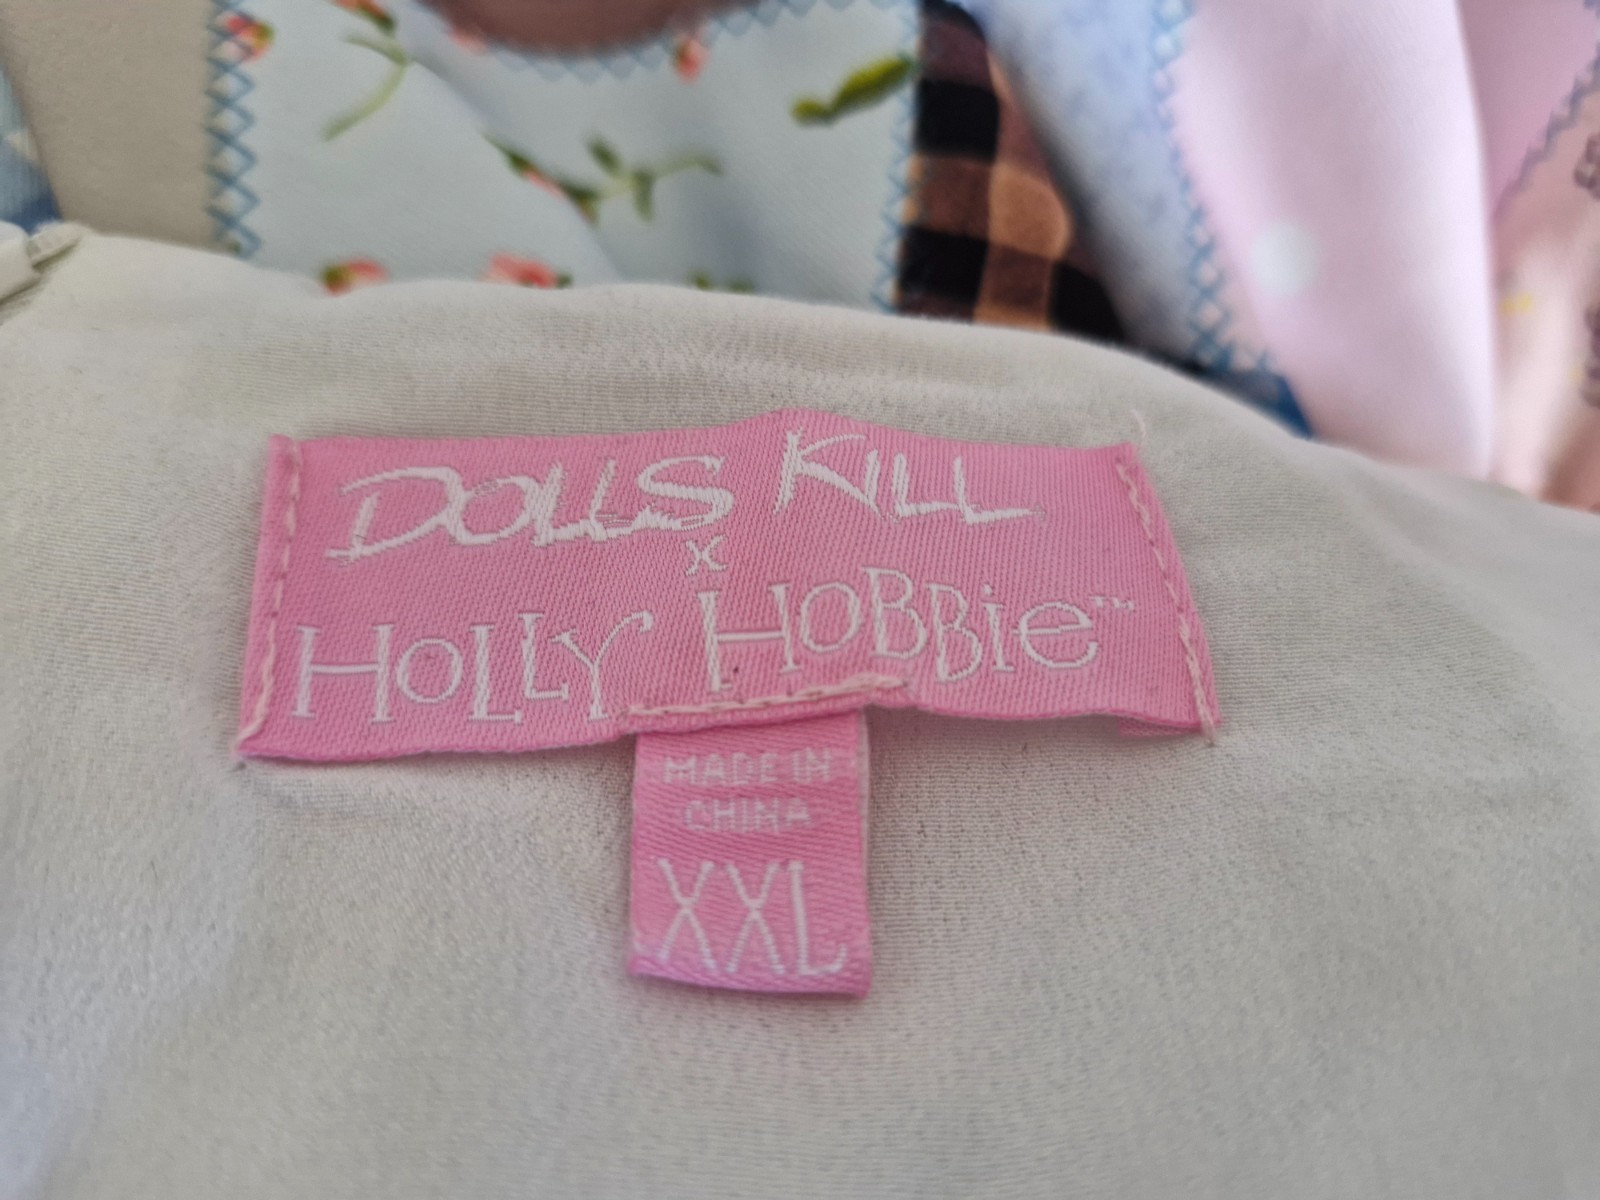 DOLLS KILL
X
HOLLY HOBBie™
MADE IN
CHINA
XXL